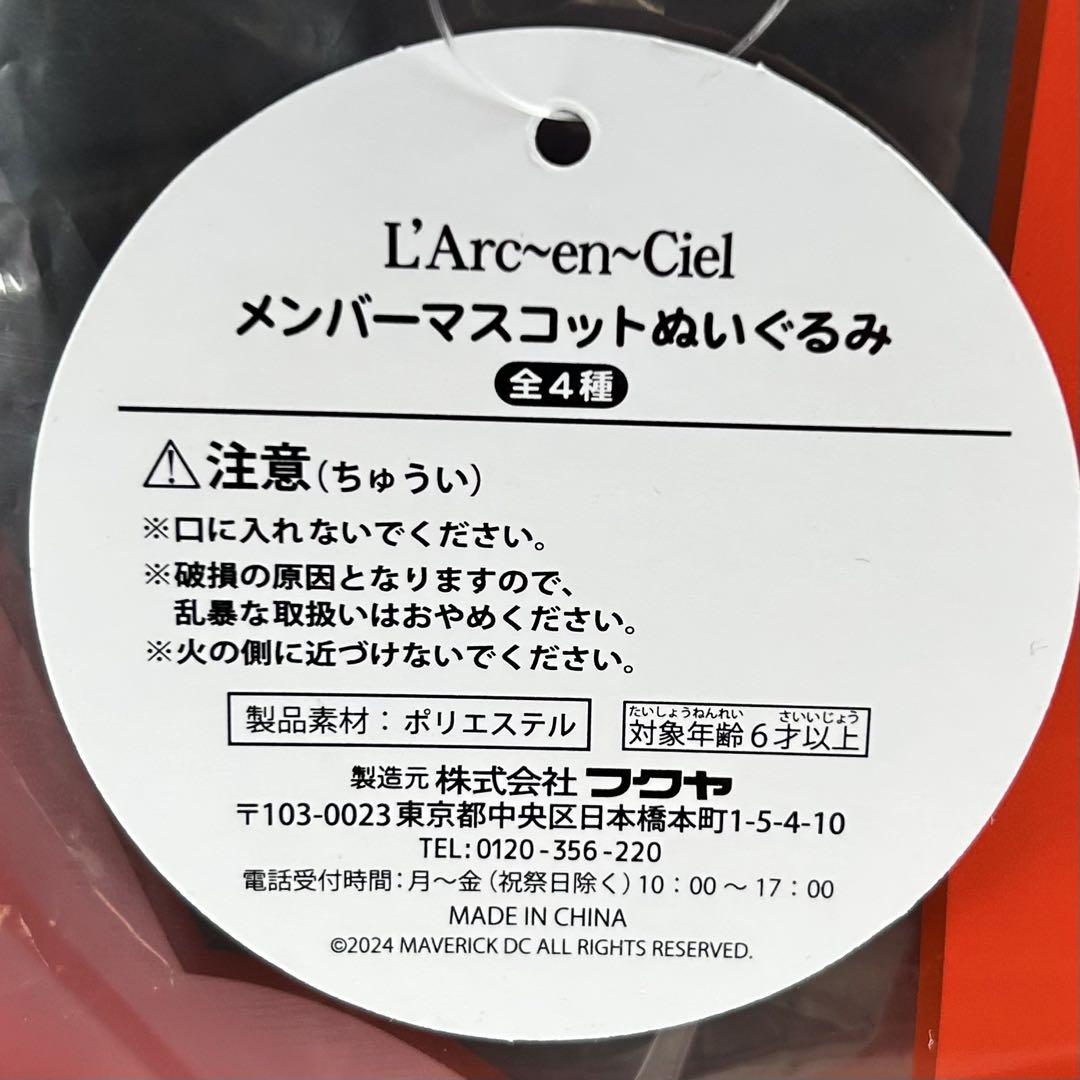 L'Arc~en~Ciel
メンバーマスコットぬいぐるみ
全4種
⚠注意(ちゅうい)
※口に入れないでください。
※破損の原因となりますので、
乱暴な取扱いはおやめください。
※火の側に近づけないでください。
製品素材：ポリエステル
たいしょうねんれい さいいじょう
対象年齢6才以上
製造元 株式会社 フクヤ
〒103-0023東京都中央区日本橋本町1-5-4-10
TEL:0120-356-220
電話受付時間：月〜金（祝祭日除く）10：00〜17：00
MADE IN CHINA
©2024 MAVERICK DC ALL RIGHTS RESERVED.